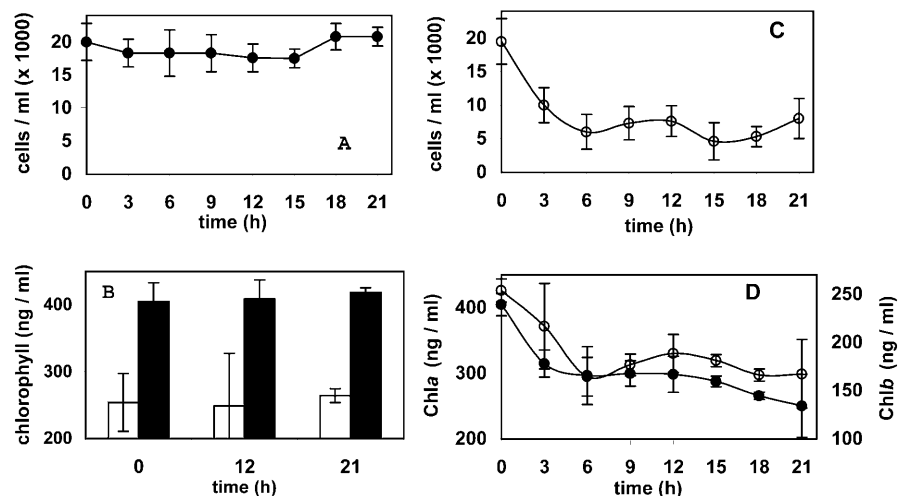 cells / ml (x 1000)
20
15
10
5
0
A
0 3 6 9 12 15 18 21
time (h)
cells / ml (x 1000)
20
15
10
5
0
C
0 3 6 9 12 15 18 21
time (h)
chlorophyll (ng / ml)
400
300
200
B
0 12 21
time (h)
Chla
(ng / ml)
400
300
200
D
250
200
150
100
(ng / ml)
Chlb
0 3 6 9 12 15 18 21
time (h)